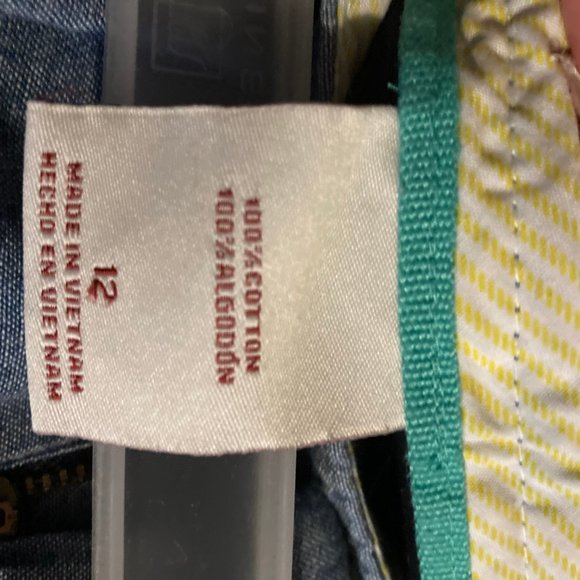 100% COTTON
100% ALGODÓN
12
MADE IN VIETNAM
HECHO EN VIETNAM